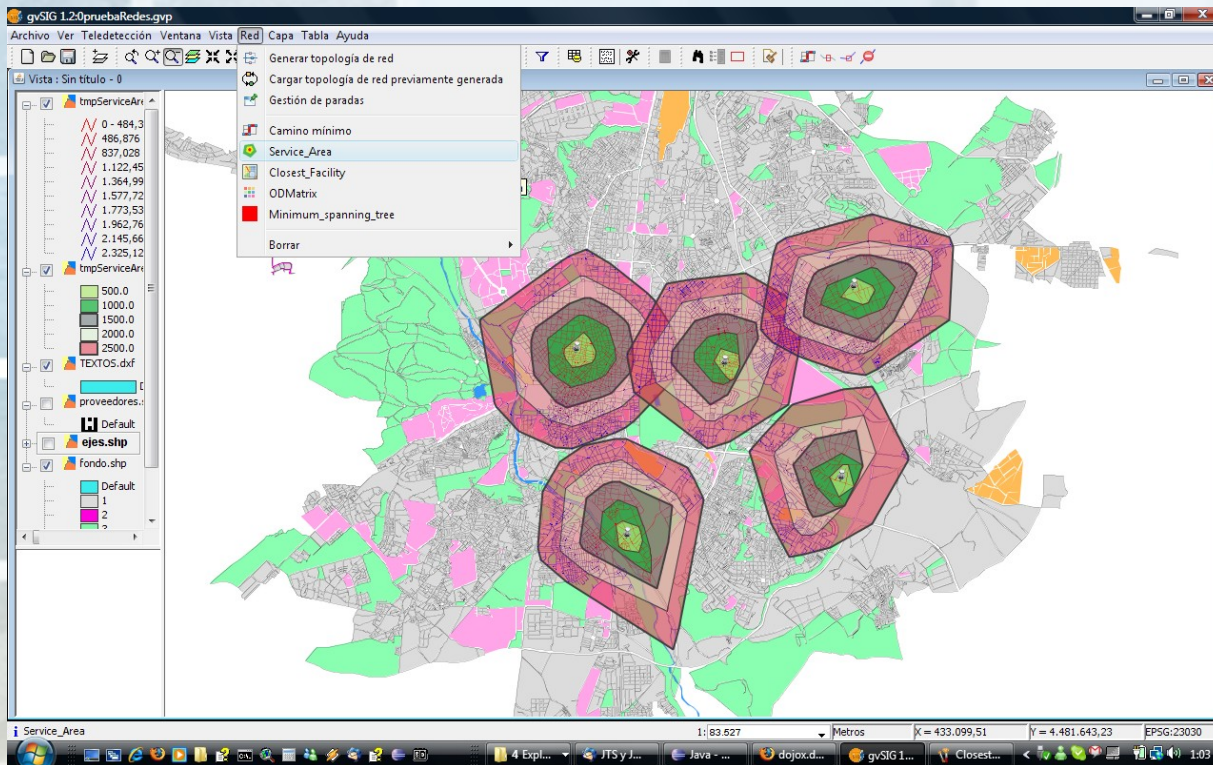 gvSIG 1.2:0pruebaRedes.gvp
Archivo Ver Teledetección Ventana Vista Red Capa Tabla Ayuda
Generar topología de red
Cargar topología de red previamente generada
Gestión de paradas
Camino mínimo
Service_Area
Closest_Facility
ODMatrix
Minimum_spanning_tree
Borrar
Vista : Sin título - 0
tmpServiceAre
0 - 484,3
486,876
837,028
1.122,45
1.364,99
1.577,72
1.773,53
1.962,76
2.145,66
2.325,12
tmpServiceAre
500.0
1000.0
1500.0
2000.0
2500.0
TEXTOS.dxf
proveedores.
Default
ejes.shp
fondo.shp
Default
1
2
Service_Area
1: 83.527
Metros
X = 433.099,51
Y = 4.481.643,23
EPSG:23030
4 Expl...
JTS y J...
Java - ...
dojox.d...
gvSIG 1...
Closest...
1:03